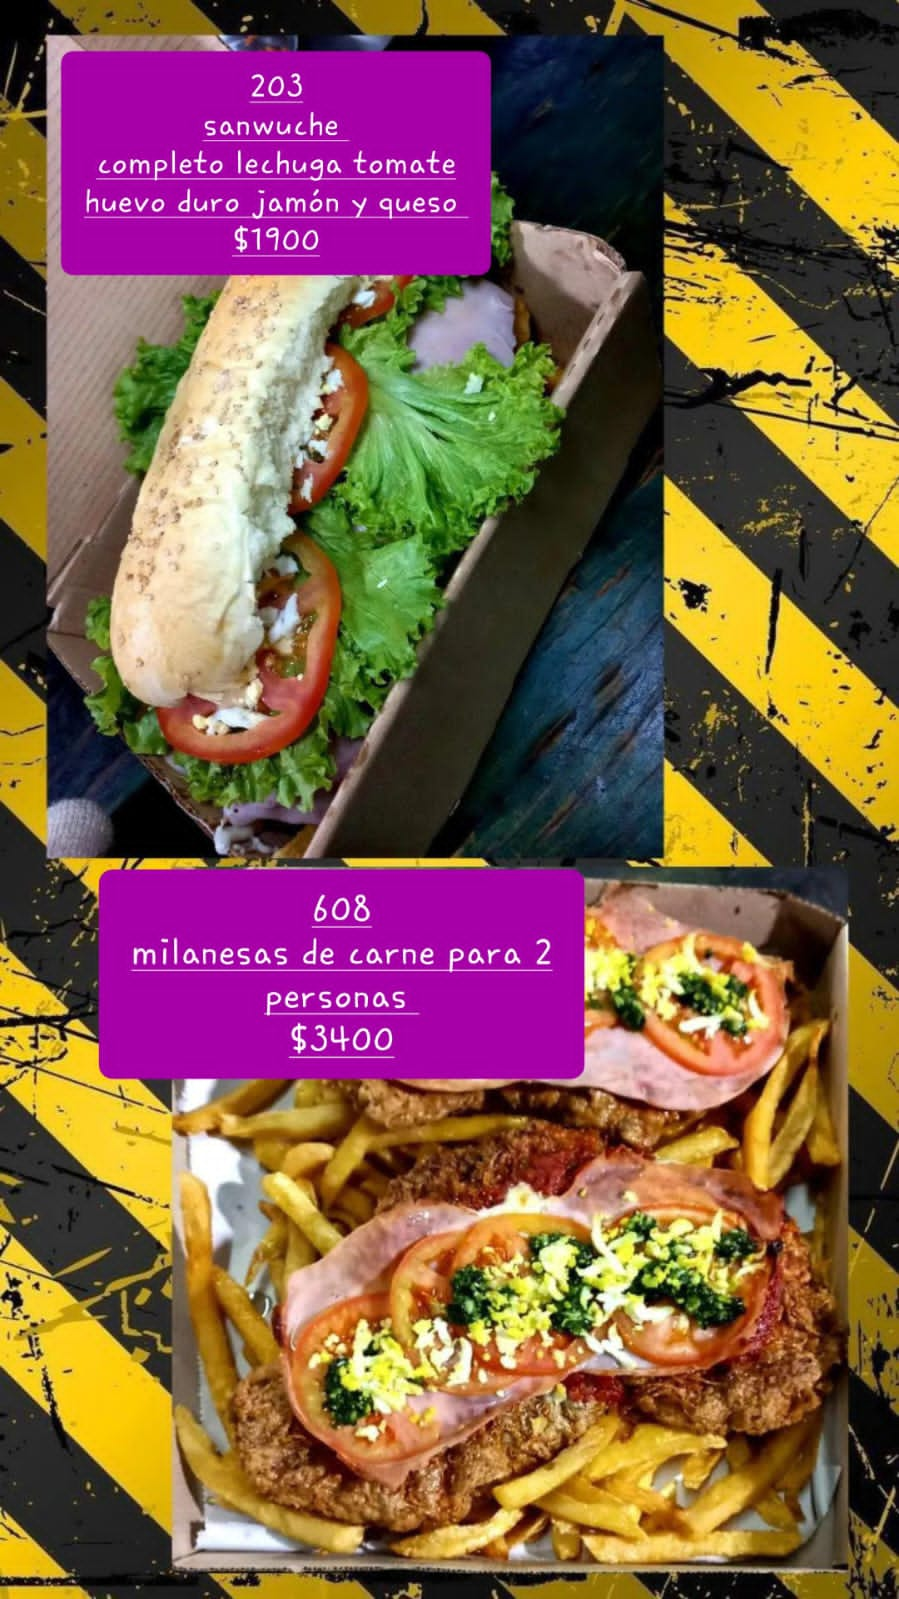 203
sanwuche
completo lechuga tomate
huevo duro jamón y queso
$1900
608
milanesas de carne para 2
personas
$3400